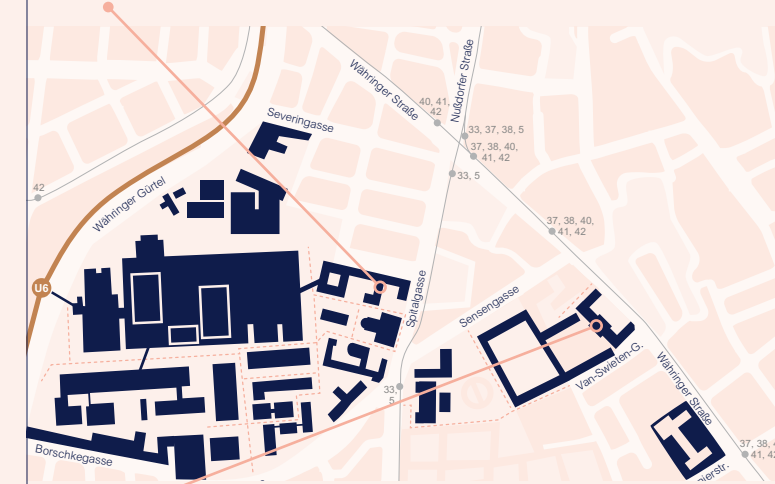 Währinger Straße
Nußdorfer Straße
40, 41,
42
33, 37, 38, 5
37, 38, 40,
41, 42
Severingasse
33, 5
42
Währinger Gürtel
37, 38, 40,
41, 42
U6
Spitalgasse
Sensengasse
Van-Swieten-G.
Währinger Straße
33,
5
37, 38,
41, 42
Borschkegasse